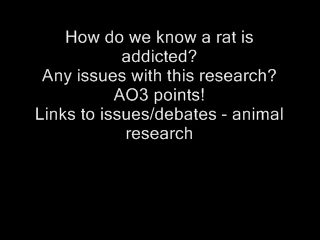 How do we know a rat is
addicted?
Any issues with this research?
AO3 points!
Links to issues/debates - animal
research